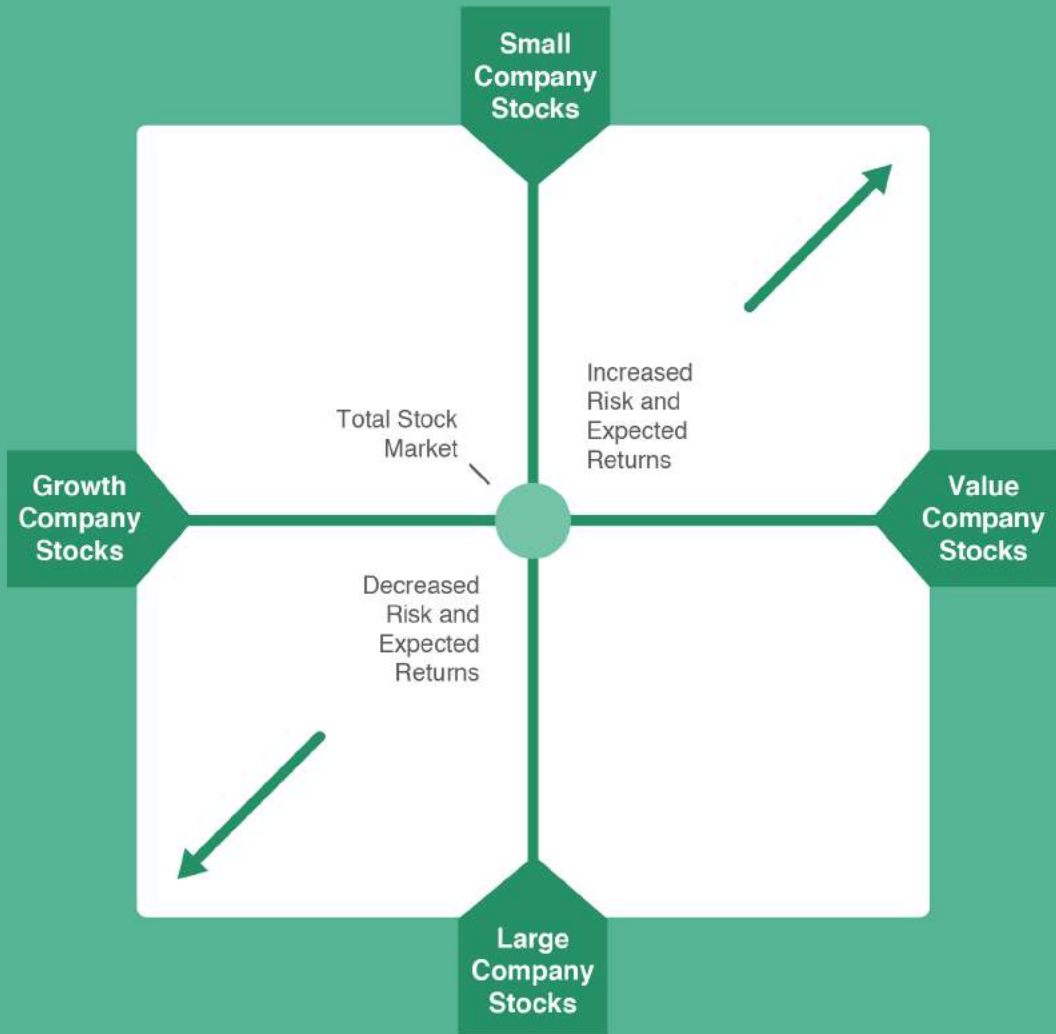 Small
Company
Stocks
Increased
Risk and
Expected
Returns
Total Stock
Market
Growth
Company
Stocks
Value
Company
Stocks
Decreased
Risk and
Expected
Returns
Large
Company
Stocks